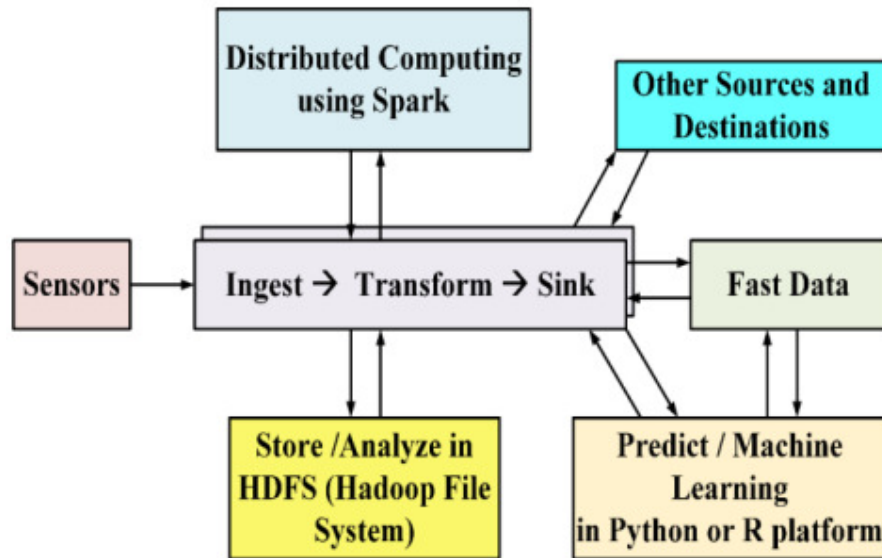 Distributed Computing
using Spark
Other Sources and
Destinations
Sensors
Ingest → Transform → Sink
Fast Data
Store /Analyze in
HDFS (Hadoop File
System)
Predict / Machine
Learning
in Python or R platform